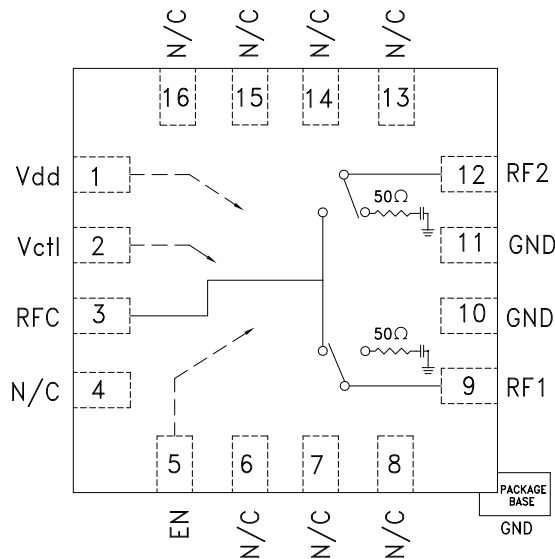 N/C N/C N/C N/C
16 15 14 13
Vdd 1
12 RF2
50Ω
Vctl 2
11 GND
RFC 3
10 GND
50Ω
N/C 4
9 RF1
5 6 7 8
EN N/C N/C N/C
PACKAGE
BASE
GND